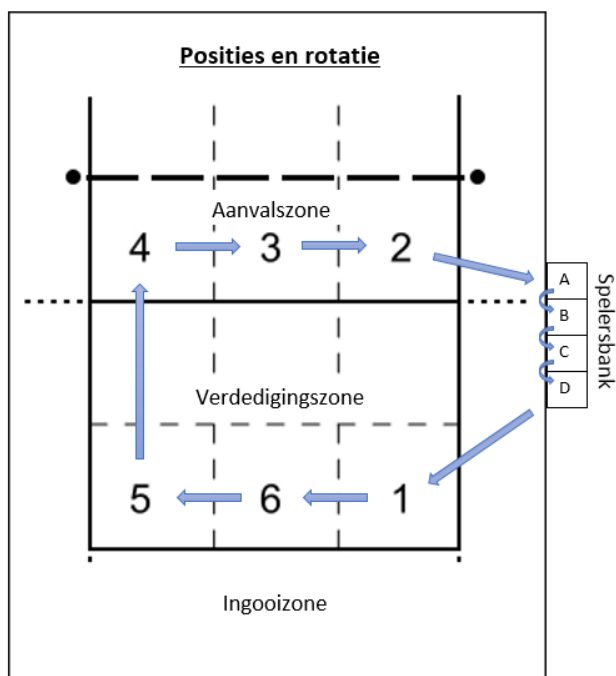 Posities en rotatie
Aanvalszone
4 3 2
A
B
C
D
Spelersbank
Verdedigingszone
5 6 1
Ingooizone